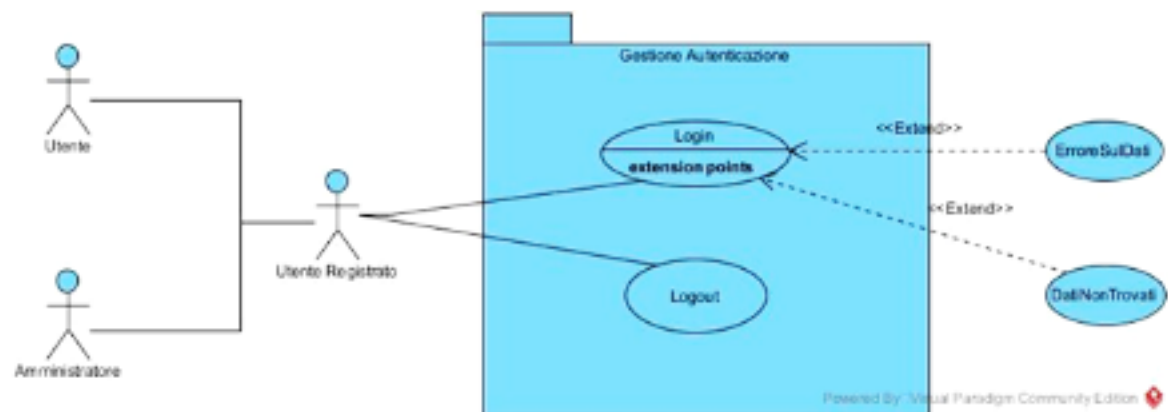 Gestione Autenticazione
Utente
Login
extension points
<<Extend>>
ErroreSulDati
<<Extend>>
Utente Registrato
Logout
DatiNonTrovati
Amministratore
Powered By Visual Paradigm Community Edition